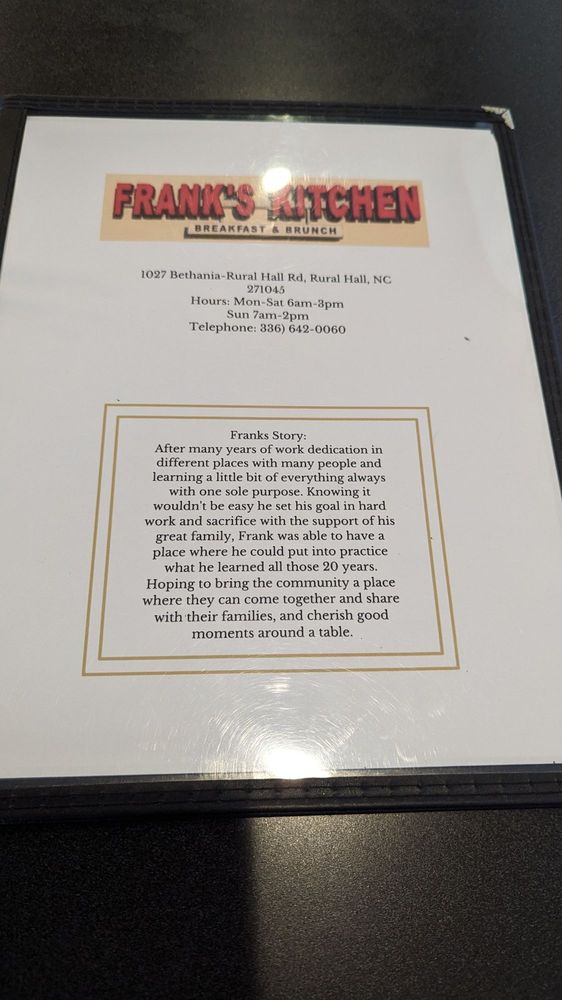 FRANK'S KITCHEN
BREAKFAST & BRUNCH
1027 Bethania-Rural Hall Rd, Rural Hall, NC
271045
Hours: Mon-Sat 6am-3pm
Sun 7am-2pm
Telephone: 336) 642-0060
Franks Story:
After many years of work dedication in
different places with many people and
learning a little bit of everything always
with one sole purpose. Knowing it
wouldn't be easy he set his goal in hard
work and sacrifice with the support of his
great family, Frank was able to have a
place where he could put into practice
what he learned all those 20 years.
Hoping to bring the community a place
where they can come together and share
with their families, and cherish good
moments around a table.